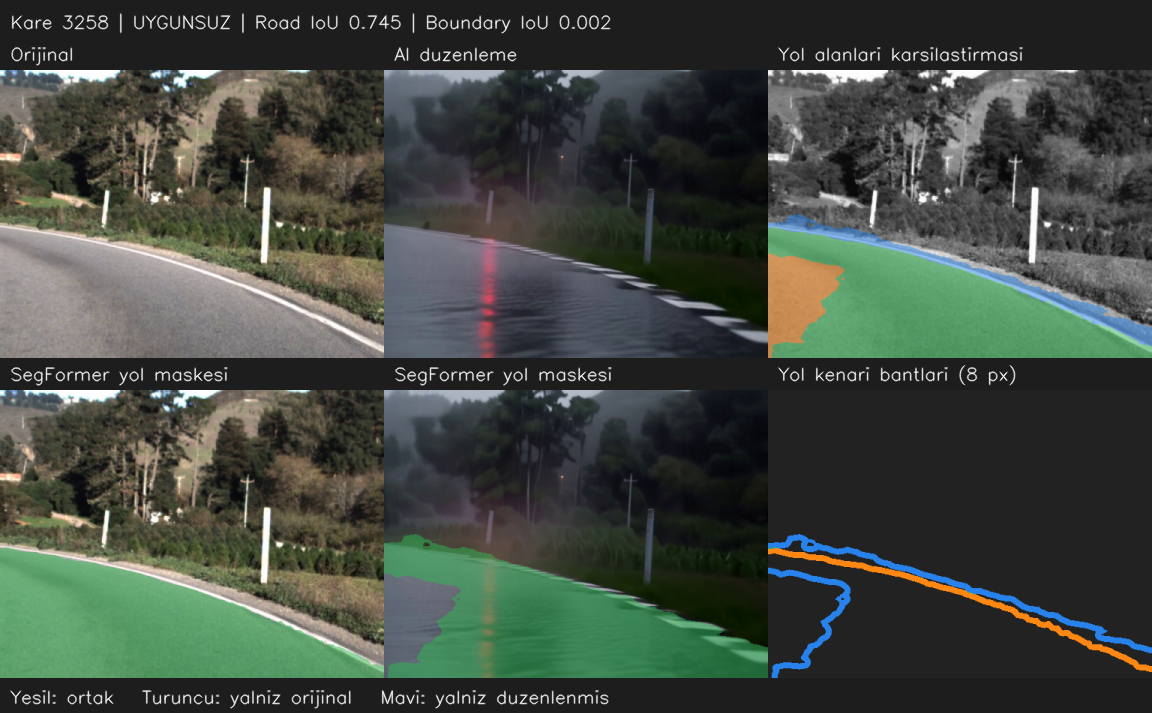 Kare 3258 | UYGUNSUZ | Road IoU 0.745 | Boundary IoU 0.002
Orijinal
AI duzenleme
Yol alanlari karsilastirmasi
SegFormer yol maskesi
SegFormer yol maskesi
Yol kenari bantlari (8 px)
Yesil: ortak Turuncu: yalniz orijinal Mavi: yalniz duzenlenmis